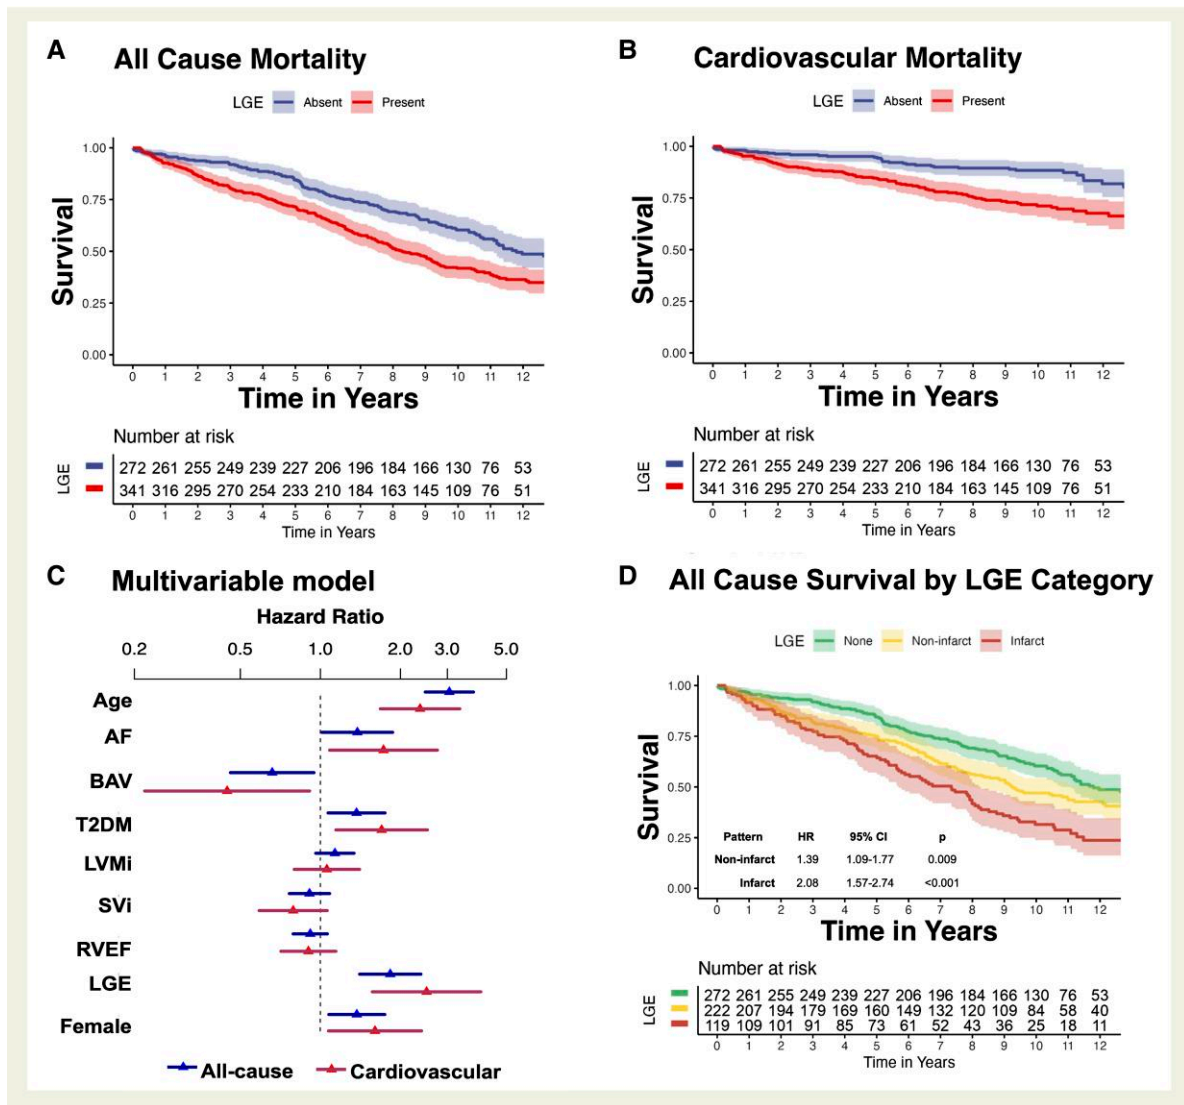 A All Cause Mortality
LGE Absent Present
Survival
1.00
0.75
0.50
0.25
0.00
0 1 2 3 4 5 6 7 8 9 10 11 12
Time in Years
Number at risk
LGE
272 261 255 249 239 227 206 196 184 166 130 76 53
341 316 295 270 254 233 210 184 163 145 109 76 51
0 1 2 3 4 5 6 7 8 9 10 11 12
Time in Years
B Cardiovascular Mortality
LGE Absent Present
Survival
1.00
0.75
0.50
0.25
0.00
0 1 2 3 4 5 6 7 8 9 10 11 12
Time in Years
Number at risk
LGE
272 261 255 249 239 227 206 196 184 166 130 76 53
341 316 295 270 254 233 210 184 163 145 109 76 51
0 1 2 3 4 5 6 7 8 9 10 11 12
Time in Years
C Multivariable model
Hazard Ratio
0.2 0.5 1.0 2.0 3.0 5.0
Age
AF
BAV
T2DM
LVMi
SVi
RVEF
LGE
Female
All-cause Cardiovascular
D All Cause Survival by LGE Category
LGE None Non-infarct Infarct
Survival
1.00
0.75
0.50
0.25
0.00
Pattern HR 95% CI p
Non-infarct 1.39 1.09-1.77 0.009
Infarct 2.08 1.57-2.74 <0.001
0 1 2 3 4 5 6 7 8 9 10 11 12
Time in Years
Number at risk
LGE
272 261 255 249 239 227 206 196 184 166 130 76 53
222 207 194 179 169 160 149 132 120 109 84 58 40
119 109 101 91 85 73 61 52 43 36 25 18 11
0 1 2 3 4 5 6 7 8 9 10 11 12
Time in Years